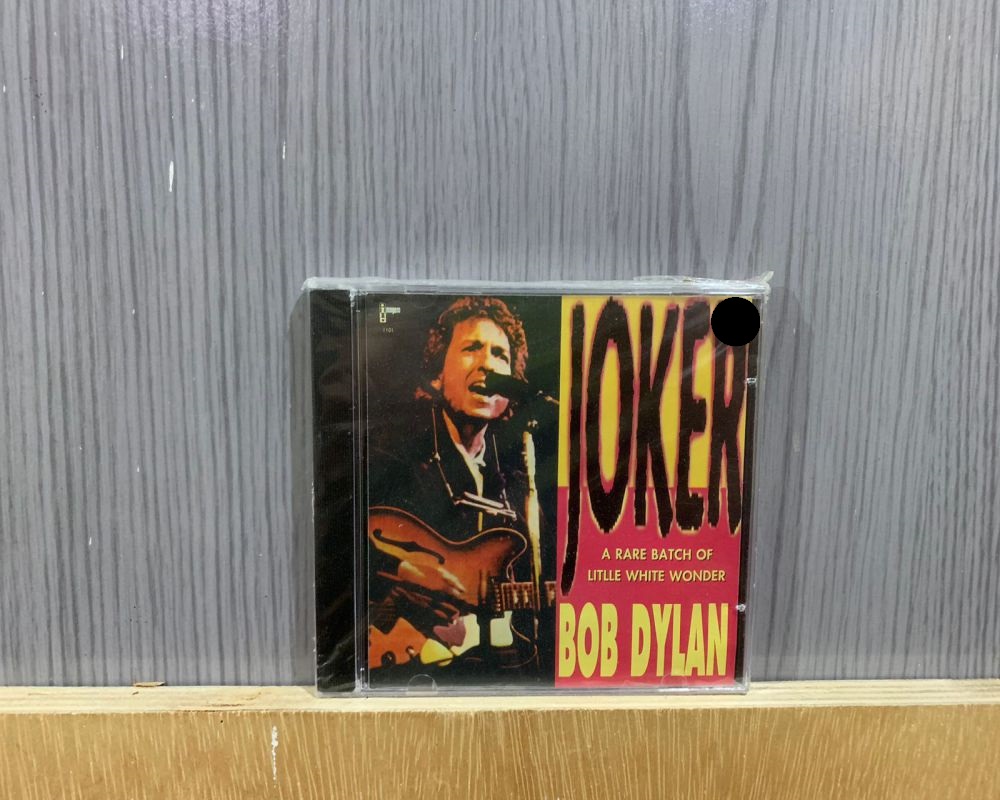 JOKER
A RARE BATCH OF
LITLLE WHITE WONDER
BOB DYLAN